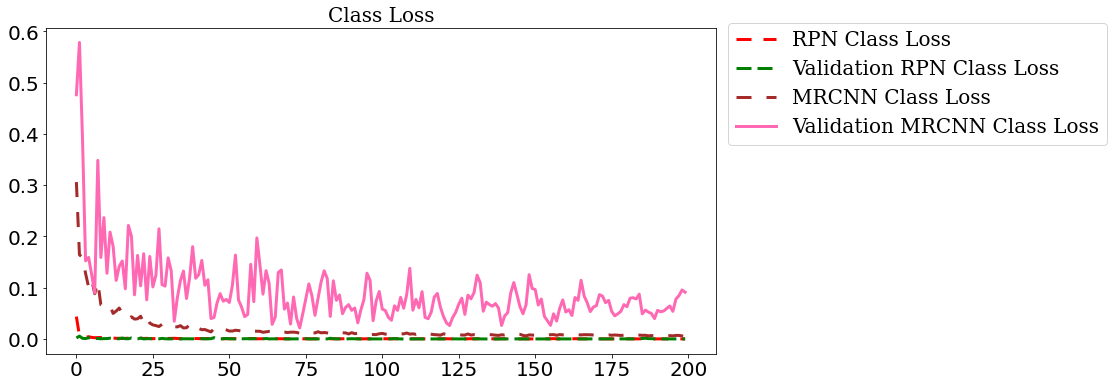 Class Loss
0.6
0.5
0.4
0.3
0.2
0.1
0.0
0 25 50 75 100 125 150 175 200
RPN Class Loss
Validation RPN Class Loss
MRCNN Class Loss
Validation MRCNN Class Loss